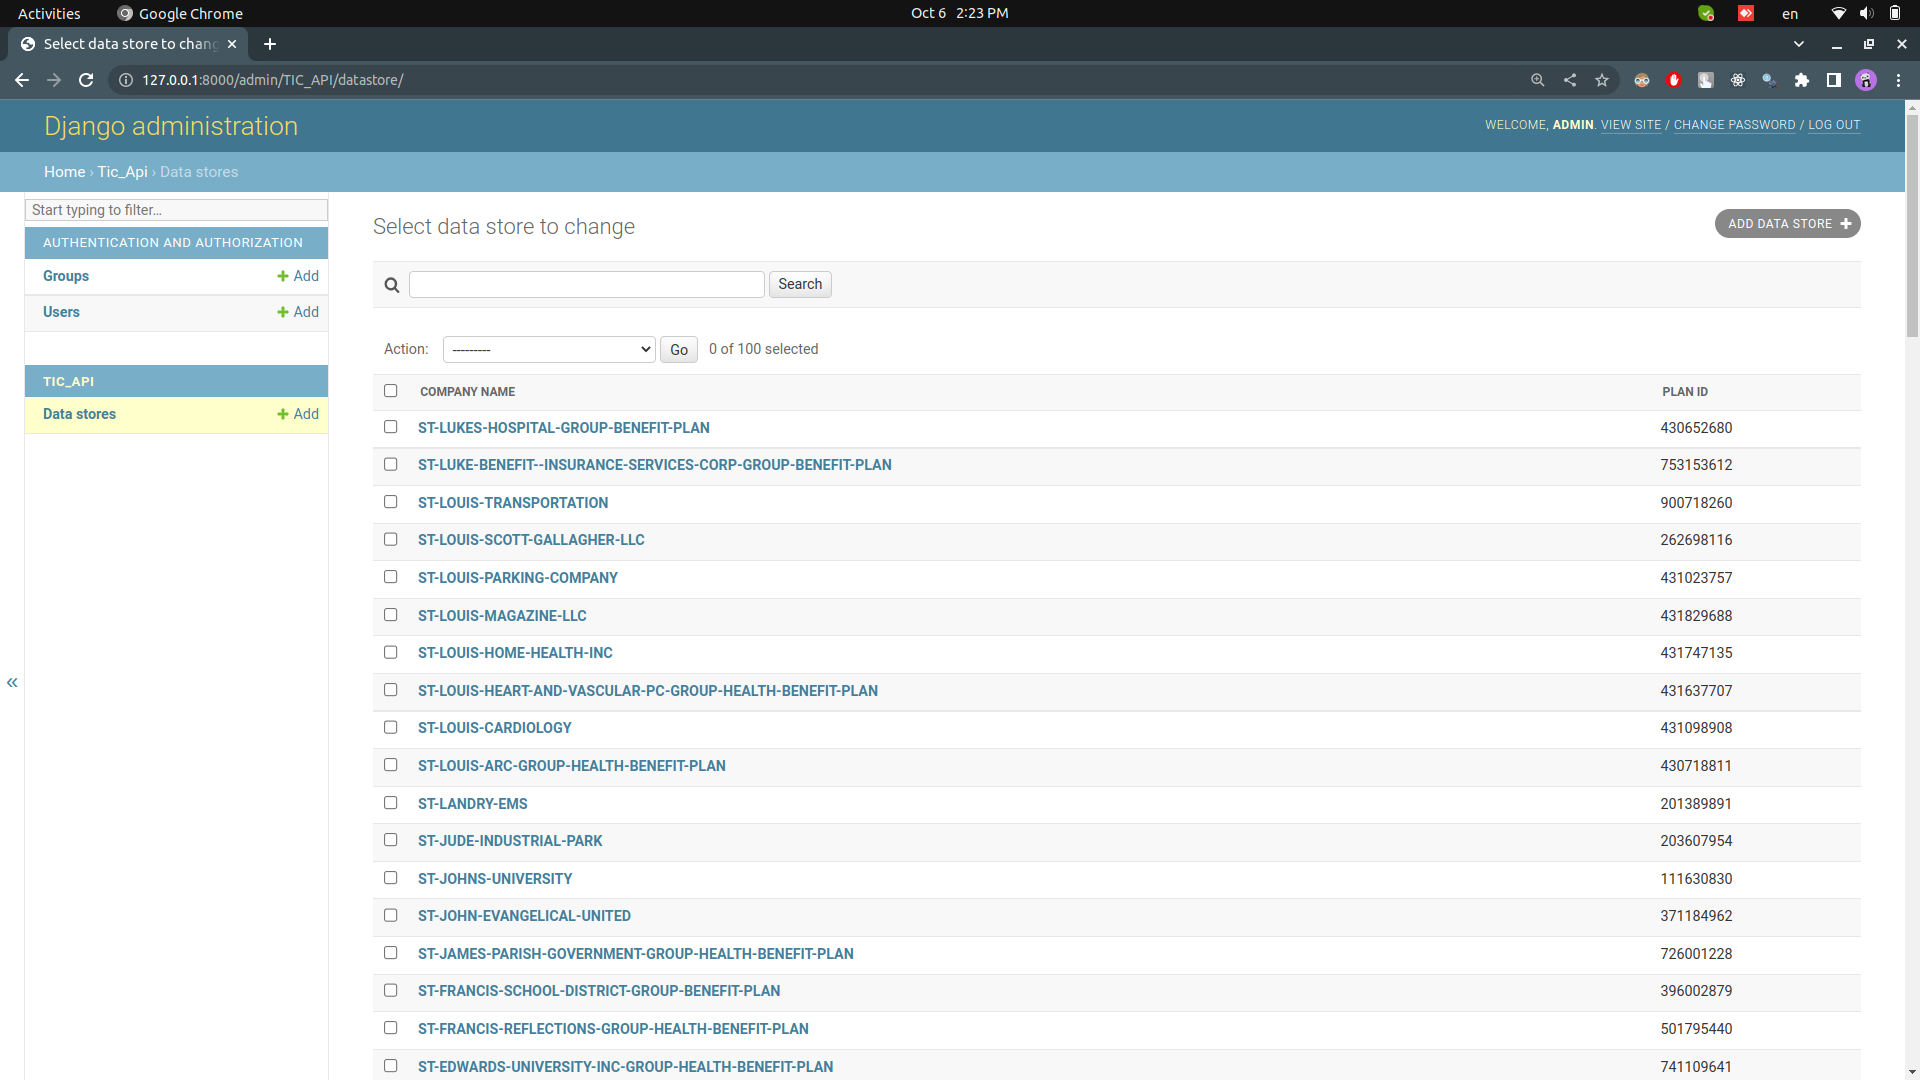 Activities
Google Chrome
Oct 6 2:23 PM
en
Select data store to chang
127.0.0.1:8000/admin/TIC_API/datastore/
Django administration
WELCOME, ADMIN. VIEW SITE / CHANGE PASSWORD / LOG OUT
Home › Tic_Api › Data stores
Start typing to filter...
AUTHENTICATION AND AUTHORIZATION
Groups + Add
Users + Add
TIC_API
Data stores + Add
«
Select data store to change
ADD DATA STORE +
Search
Action: --------- Go 0 of 100 selected
COMPANY NAME PLAN ID
ST-LUKES-HOSPITAL-GROUP-BENEFIT-PLAN 430652680
ST-LUKE-BENEFIT--INSURANCE-SERVICES-CORP-GROUP-BENEFIT-PLAN 753153612
ST-LOUIS-TRANSPORTATION 900718260
ST-LOUIS-SCOTT-GALLAGHER-LLC 262698116
ST-LOUIS-PARKING-COMPANY 431023757
ST-LOUIS-MAGAZINE-LLC 431829688
ST-LOUIS-HOME-HEALTH-INC 431747135
ST-LOUIS-HEART-AND-VASCULAR-PC-GROUP-HEALTH-BENEFIT-PLAN 431637707
ST-LOUIS-CARDIOLOGY 431098908
ST-LOUIS-ARC-GROUP-HEALTH-BENEFIT-PLAN 430718811
ST-LANDRY-EMS 201389891
ST-JUDE-INDUSTRIAL-PARK 203607954
ST-JOHNS-UNIVERSITY 111630830
ST-JOHN-EVANGELICAL-UNITED 371184962
ST-JAMES-PARISH-GOVERNMENT-GROUP-HEALTH-BENEFIT-PLAN 726001228
ST-FRANCIS-SCHOOL-DISTRICT-GROUP-BENEFIT-PLAN 396002879
ST-FRANCIS-REFLECTIONS-GROUP-HEALTH-BENEFIT-PLAN 501795440
ST-EDWARDS-UNIVERSITY-INC-GROUP-HEALTH-BENEFIT-PLAN 741109641